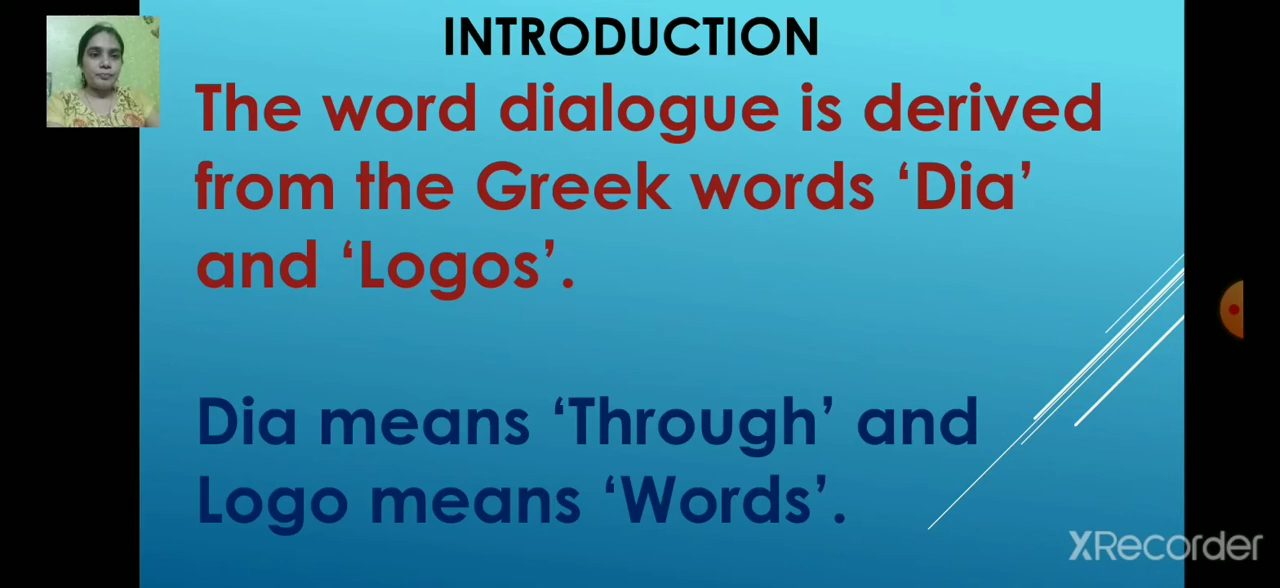 INTRODUCTION
The word dialogue is derived
from the Greek words ‘Dia’
and ‘Logos’.
Dia means ‘Through’ and
Logo means ‘Words’.
XRecorder